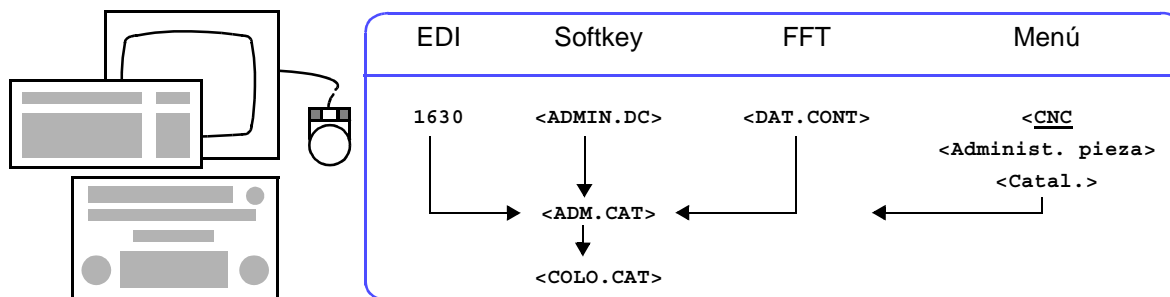 EDI Softkey FFT Menú
1630 <ADMIN.DC> <DAT.CONT> <CNC
<Administ. pieza>
<Catal.>
<ADM.CAT>
<COLO.CAT>